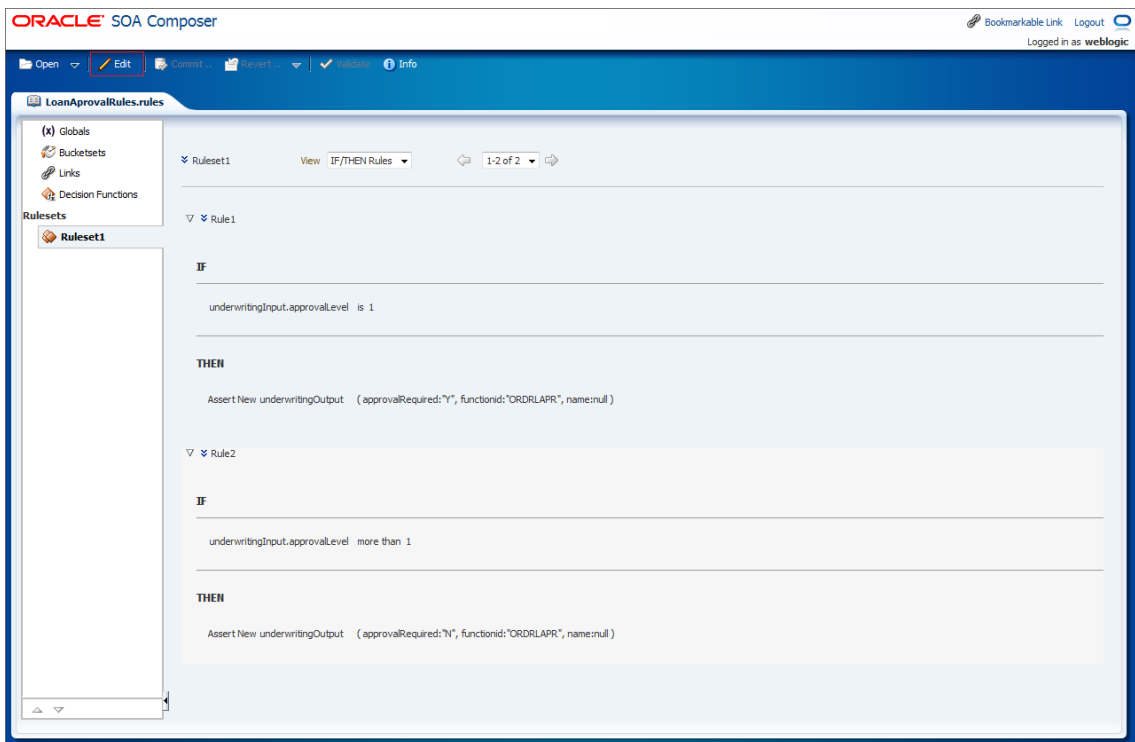 ORACLE SOA Composer
Bookmarkable Link Logout
Logged in as weblogic
Open Edit Commit .. Revert .. Validate Info
LoanAprovalRules.rules
(x) Globals
Bucketsets
Links
Decision Functions
Rulesets
Ruleset1
Ruleset1 View IF/THEN Rules 1-2 of 2
Rule1
IF
underwritingInput.approvalLevel is 1
THEN
Assert New underwritingOutput ( approvalRequired:"Y", functionid:"ORDRLAPR", name:null )
Rule2
IF
underwritingInput.approvalLevel more than 1
THEN
Assert New underwritingOutput ( approvalRequired:"N", functionid:"ORDRLAPR", name:null )